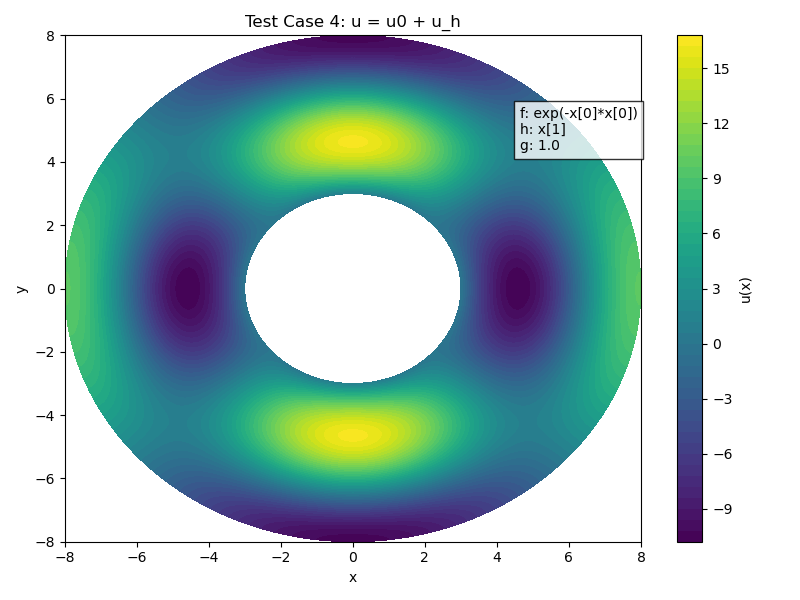 Test Case 4: u = u0 + u_h
f: exp(-x[0]*x[0])
h: x[1]
g: 1.0
8
6
4
2
0
−2
−4
−6
−8
y
−8 −6 −4 −2 0 2 4 6 8
x
15
12
9
6
3
0
−3
−6
−9
u(x)